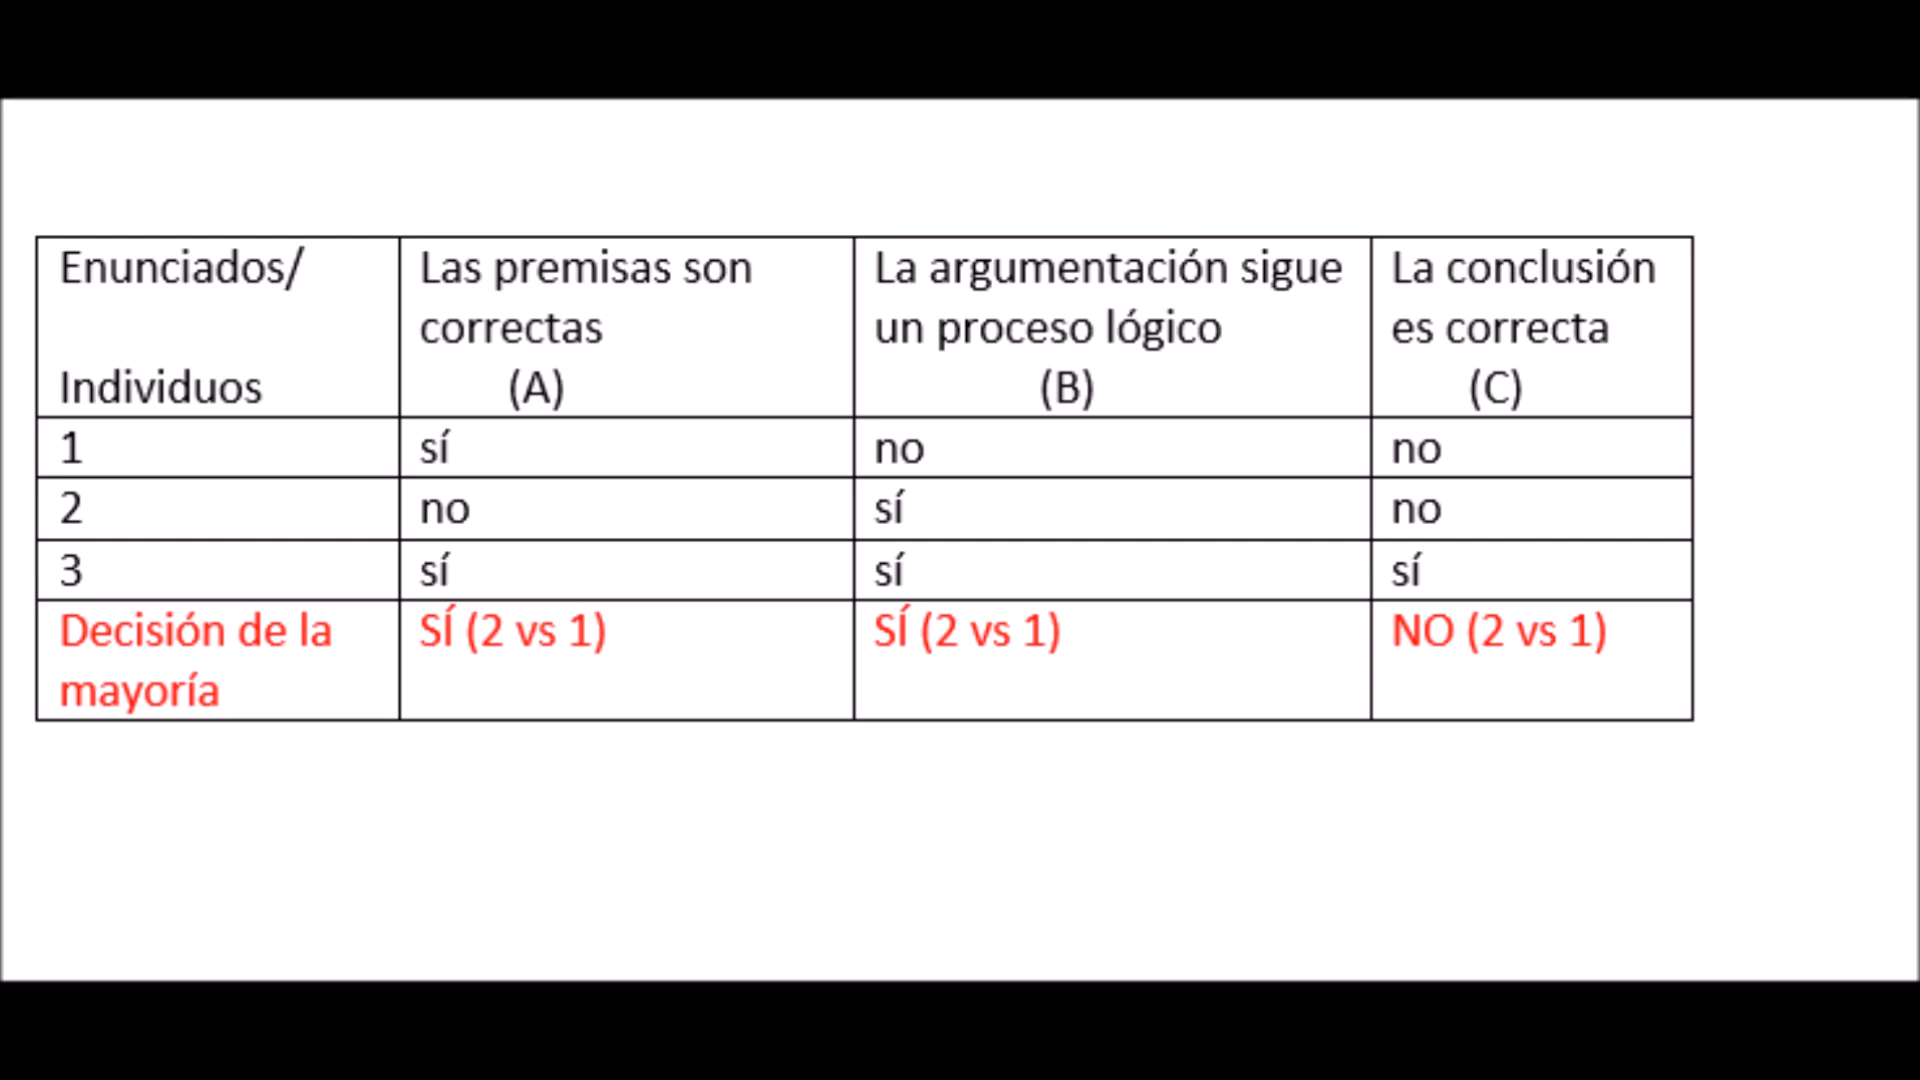 Enunciados/
Individuos
Las premisas son
correctas
(A)
La argumentación sigue
un proceso lógico
(B)
La conclusión
es correcta
(C)
1
sí
no
no
2
no
sí
no
3
sí
sí
sí
Decisión de la
mayoría
SÍ (2 vs 1)
SÍ (2 vs 1)
NO (2 vs 1)